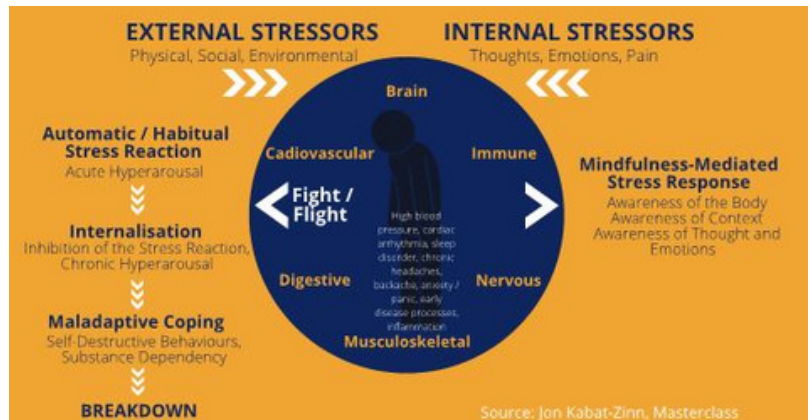 EXTERNAL STRESSORS
Physical, Social, Environmental
INTERNAL STRESSORS
Thoughts, Emotions, Pain
Brain
Cadiovascular
Immune
Fight /
Flight
Digestive
Nervous
Musculoskeletal
High blood
pressure, cardiac
arrhythmia, sleep
disorder, chronic
headaches,
backache, anxiety /
panic, early
disease processes,
inflammation
Automatic / Habitual
Stress Reaction
Acute Hyperarousal
Internalisation
Inhibition of the Stress Reaction,
Chronic Hyperarousal
Maladaptive Coping
Self-Destructive Behaviours,
Substance Dependency
BREAKDOWN
Mindfulness-Mediated
Stress Response
Awareness of the Body
Awareness of Context
Awareness of Thought and
Emotions
Source: Jon Kabat-Zinn, Masterclass